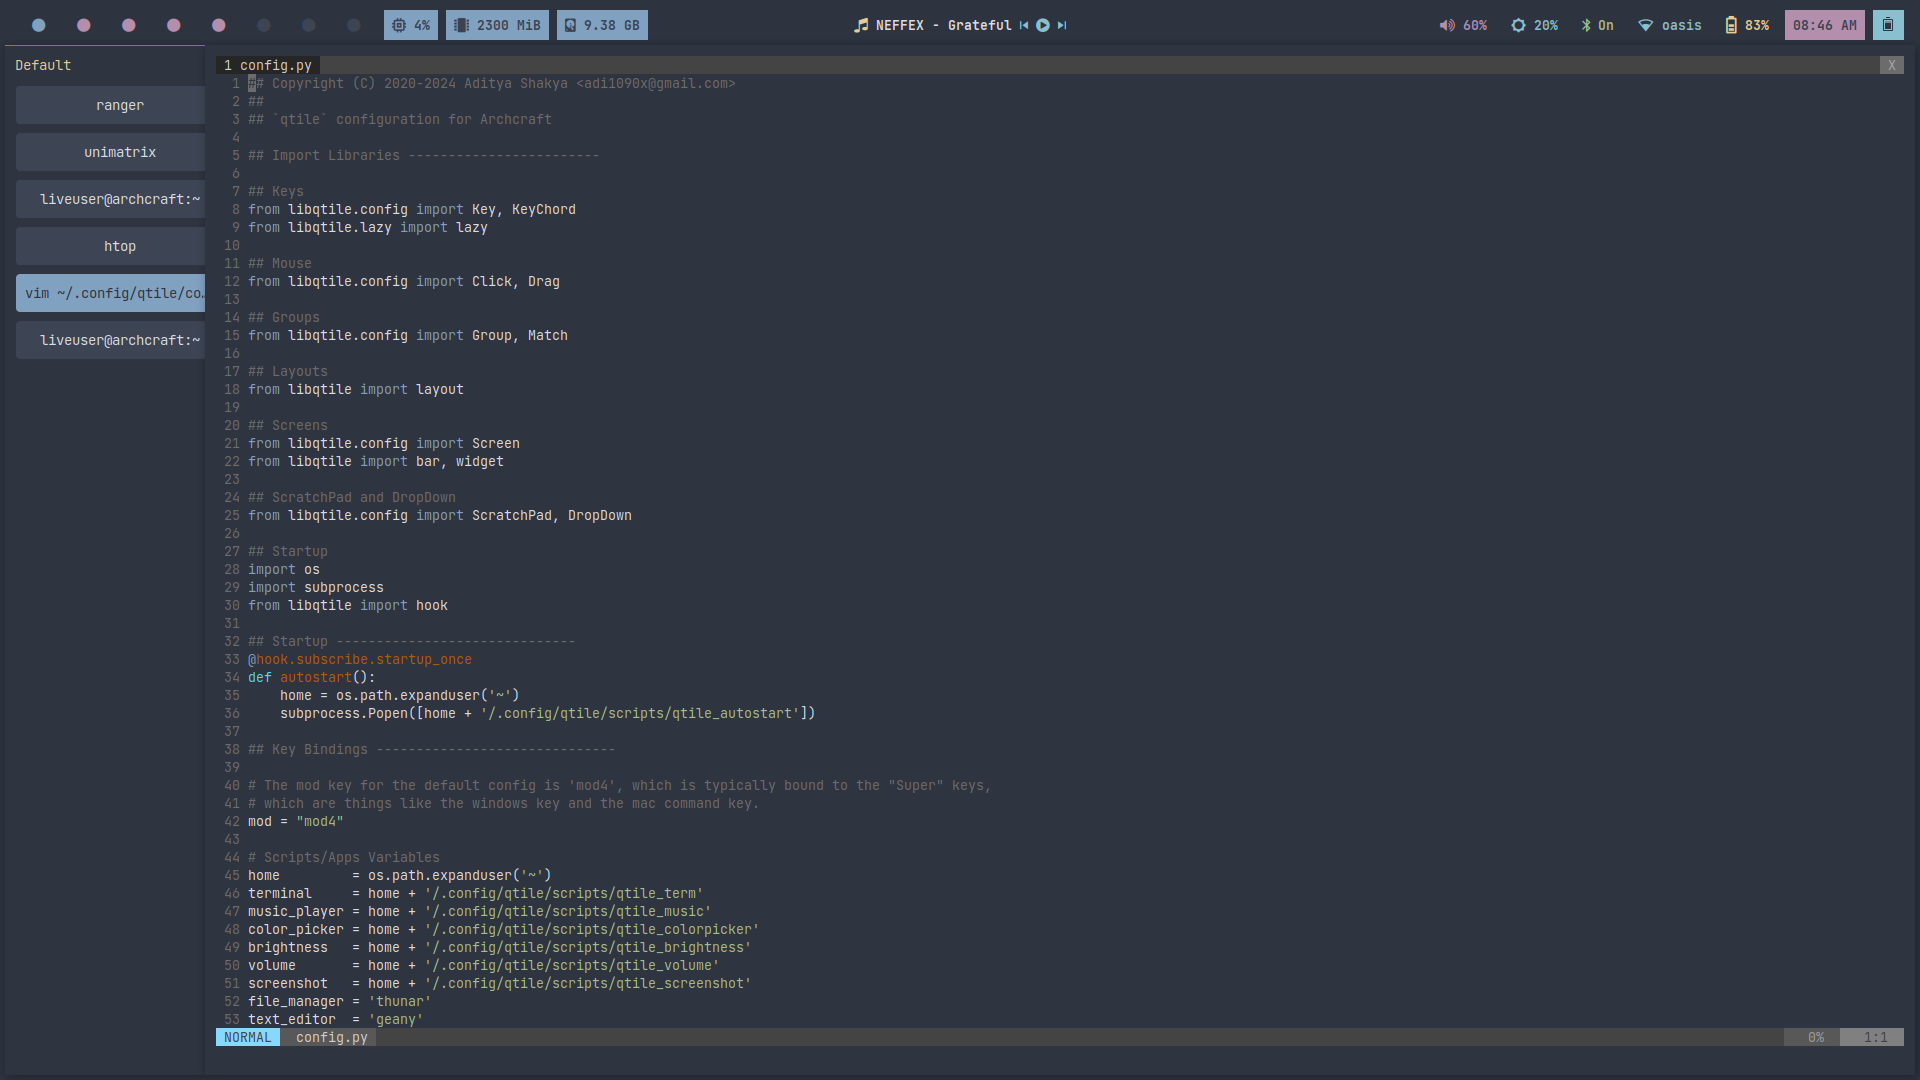 4% 2300 MiB 9.38 GB NEFFEX - Grateful 60% 20% On oasis 83% 08:46 AM
Default
ranger
unimatrix
liveuser@archcraft:~
htop
vim ~/.config/qtile/co…
liveuser@archcraft:~
1 config.py X
1 ## Copyright (C) 2020-2024 Aditya Shakya <adi1090x@gmail.com>
2 ##
3 ## `qtile` configuration for Archcraft
4
5 ## Import Libraries ------------------------
6
7 ## Keys
8 from libqtile.config import Key, KeyChord
9 from libqtile.lazy import lazy
10
11 ## Mouse
12 from libqtile.config import Click, Drag
13
14 ## Groups
15 from libqtile.config import Group, Match
16
17 ## Layouts
18 from libqtile import layout
19
20 ## Screens
21 from libqtile.config import Screen
22 from libqtile import bar, widget
23
24 ## ScratchPad and DropDown
25 from libqtile.config import ScratchPad, DropDown
26
27 ## Startup
28 import os
29 import subprocess
30 from libqtile import hook
31
32 ## Startup ------------------------------
33 @hook.subscribe.startup_once
34 def autostart():
35     home = os.path.expanduser('~')
36     subprocess.Popen([home + '/.config/qtile/scripts/qtile_autostart'])
37
38 ## Key Bindings ------------------------------
39
40 # The mod key for the default config is 'mod4', which is typically bound to the "Super" keys,
41 # which are things like the windows key and the mac command key.
42 mod = "mod4"
43
44 # Scripts/Apps Variables
45 home         = os.path.expanduser('~')
46 terminal     = home + '/.config/qtile/scripts/qtile_term'
47 music_player = home + '/.config/qtile/scripts/qtile_music'
48 color_picker = home + '/.config/qtile/scripts/qtile_colorpicker'
49 brightness   = home + '/.config/qtile/scripts/qtile_brightness'
50 volume       = home + '/.config/qtile/scripts/qtile_volume'
51 screenshot   = home + '/.config/qtile/scripts/qtile_screenshot'
52 file_manager = 'thunar'
53 text_editor  = 'geany'
NORMAL config.py 0% 1:1